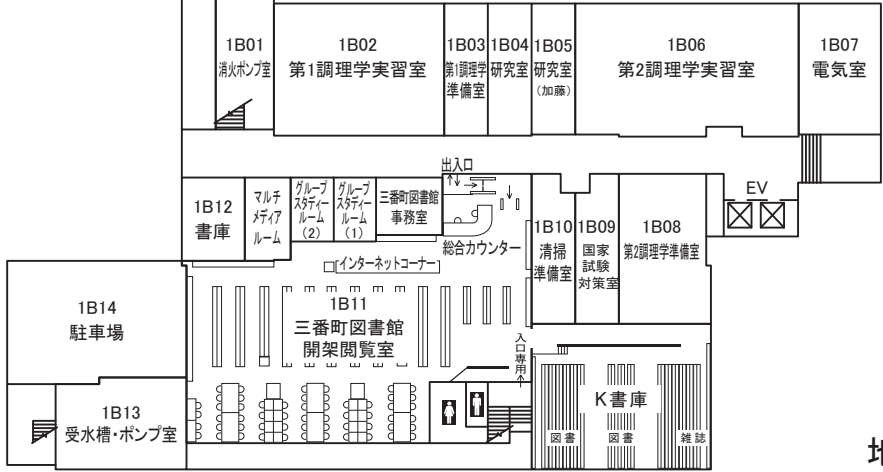 1B01
消火ポンプ室
1B02
第1調理学実習室
1B03
第1調理学
準備室
1B04
研究室
1B05
研究室
(加藤)
1B06
第2調理学実習室
1B07
電気室
出入口
EV
1B12
書庫
マルチ
メディア
ルーム
グループ
スタディー
ルーム
(2)
グループ
スタディー
ルーム
(1)
三番町図書館
事務室
総合カウンター
1B10
清掃
準備室
1B09
国家
試験
対策室
1B08
第2調理学準備室
インターネットコーナー
1B14
駐車場
1B11
三番町図書館
開架閲覧室
入口専用
1B13
受水槽・ポンプ室
K書庫
図書
図書
雑誌
地